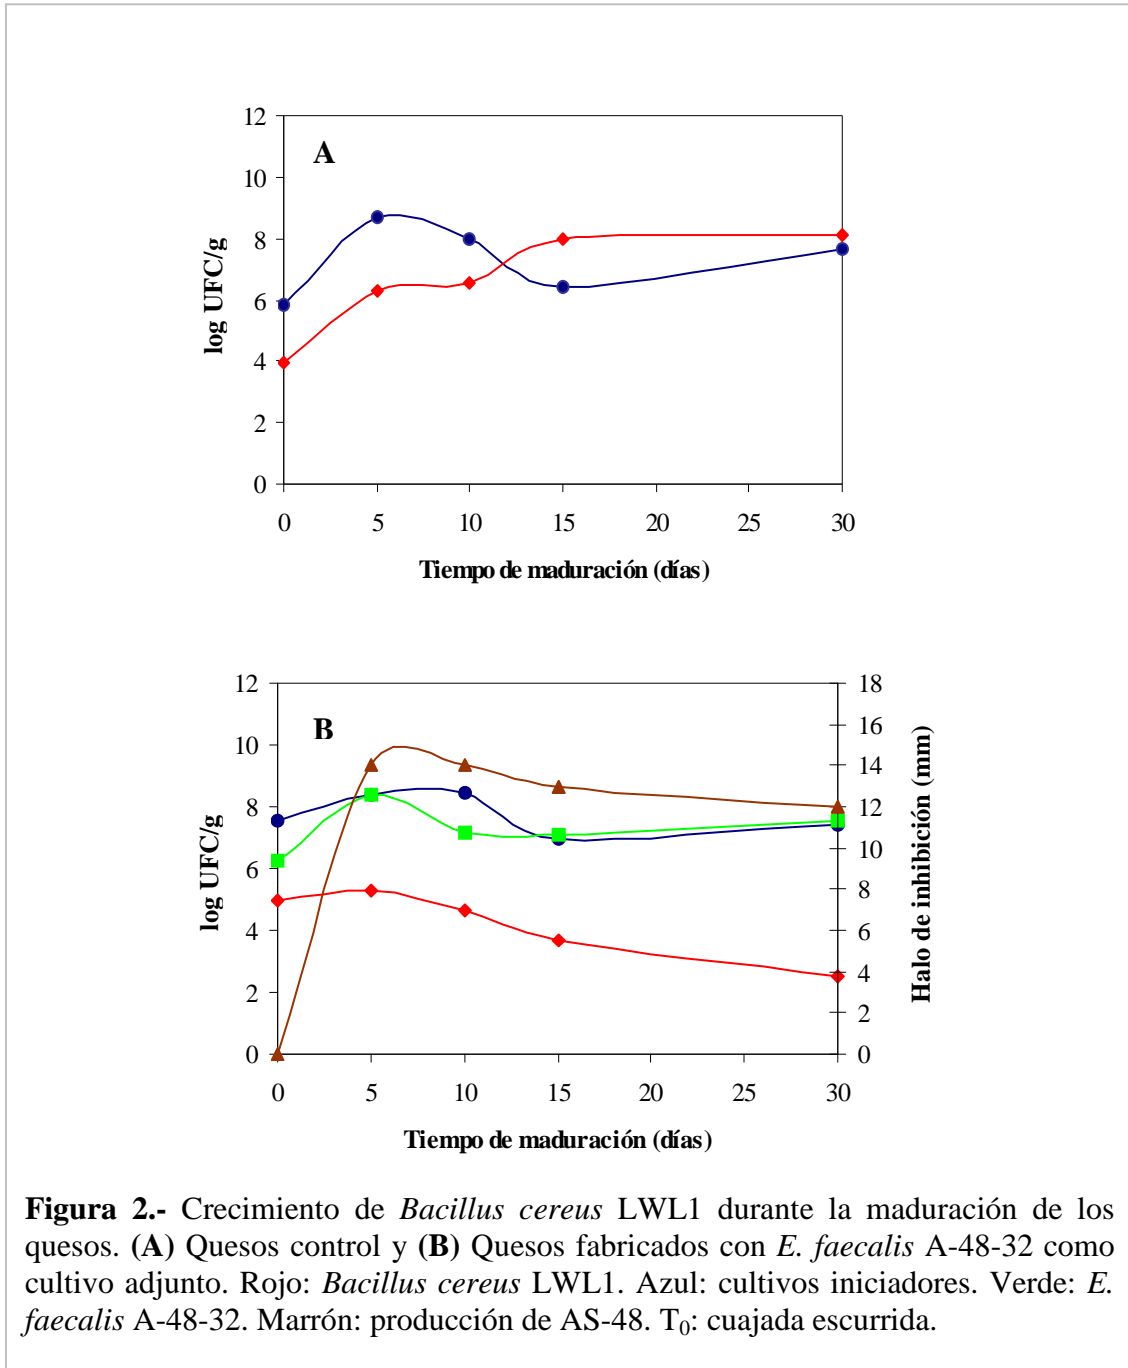 A
12
10
8
6
4
2
0
log UFC/g
0 5 10 15 20 25 30
Tiempo de maduración (días)
B
12
10
8
6
4
2
0
log UFC/g
18
16
14
12
10
8
6
4
2
0
Halo de inhibición (mm)
0 5 10 15 20 25 30
Tiempo de maduración (días)
Figura 2.- Crecimiento de Bacillus cereus LWL1 durante la maduración de los
quesos. (A) Quesos control y (B) Quesos fabricados con E. faecalis A-48-32 como
cultivo adjunto. Rojo: Bacillus cereus LWL1. Azul: cultivos iniciadores. Verde: E.
faecalis A-48-32. Marrón: producción de AS-48. T0: cuajada escurrida.